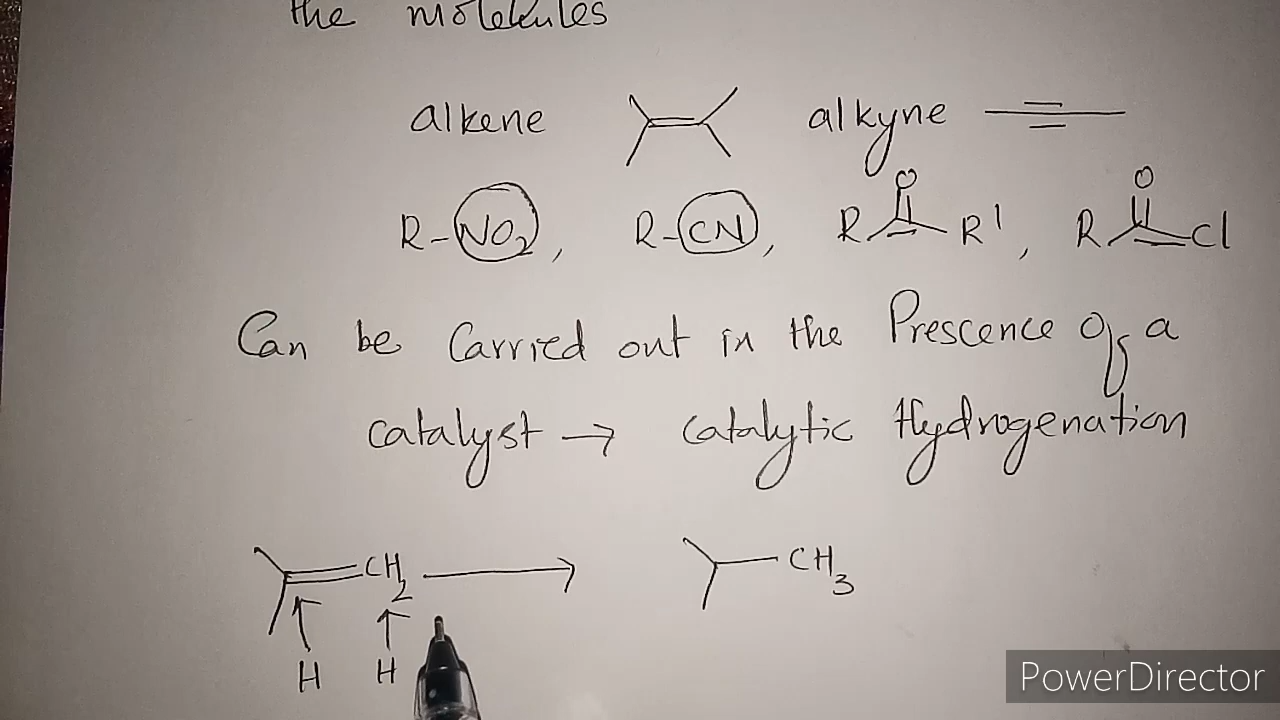 the molecules
alkene alkyne
R-NO2, R-CN, R O R', R O Cl
Can be Carried out in the Prescence Of a
catalyst → Catalytic Hydrogenation
=CH2 → CH3
↑ ↑
H H
PowerDirector